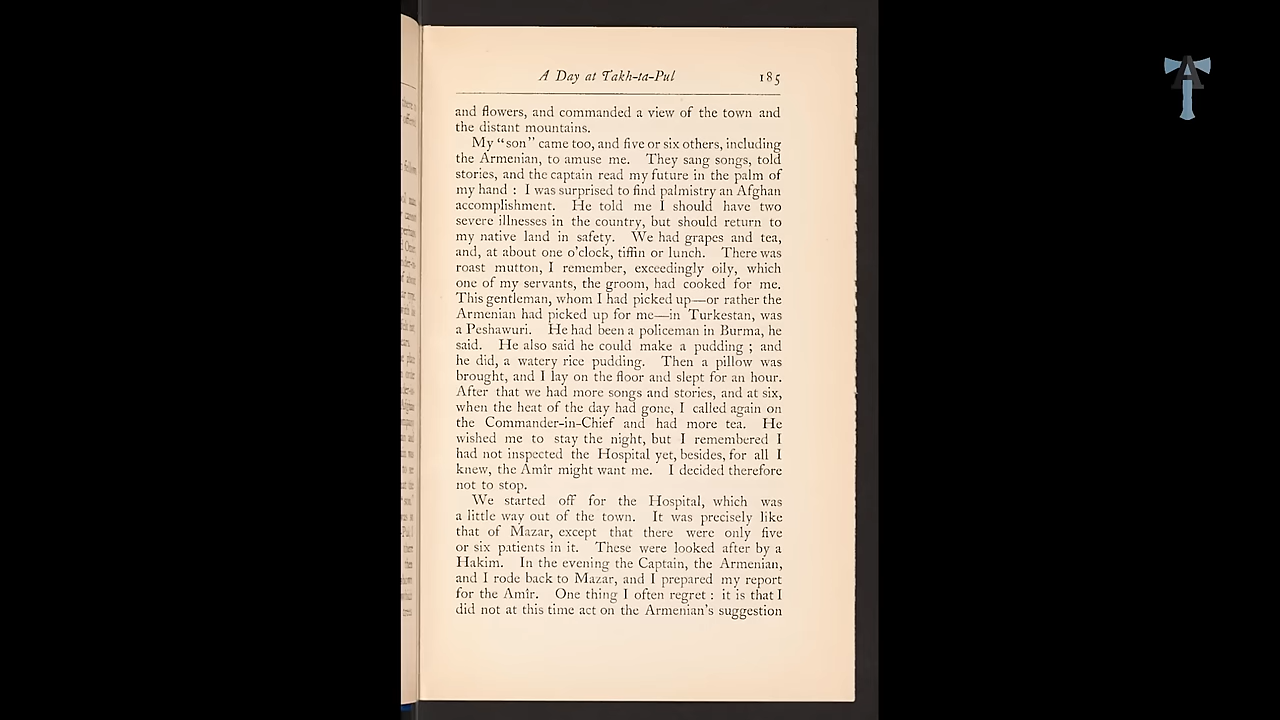 A Day at Takh-ta-Pul 185
and flowers, and commanded a view of the town and
the distant mountains.
My "son" came too, and five or six others, including
the Armenian, to amuse me. They sang songs, told
stories, and the captain read my future in the palm of
my hand : I was surprised to find palmistry an Afghan
accomplishment. He told me I should have two
severe illnesses in the country, but should return to
my native land in safety. We had grapes and tea,
and, at about one o'clock, tiffin or lunch. There was
roast mutton, I remember, exceedingly oily, which
one of my servants, the groom, had cooked for me.
This gentleman, whom I had picked up—or rather the
Armenian had picked up for me—in Turkestan, was
a Peshawuri. He had been a policeman in Burma, he
said. He also said he could make a pudding ; and
he did, a watery rice pudding. Then a pillow was
brought, and I lay on the floor and slept for an hour.
After that we had more songs and stories, and at six,
when the heat of the day had gone, I called again on
the Commander-in-Chief and had more tea. He
wished me to stay the night, but I remembered I
had not inspected the Hospital yet, besides, for all I
knew, the Amîr might want me. I decided therefore
not to stop.
We started off for the Hospital, which was
a little way out of the town. It was precisely like
that of Mazar, except that there were only five
or six patients in it. These were looked after by a
Hakim. In the evening the Captain, the Armenian,
and I rode back to Mazar, and I prepared my report
for the Amîr. One thing I often regret : it is that I
did not at this time act on the Armenian's suggestion